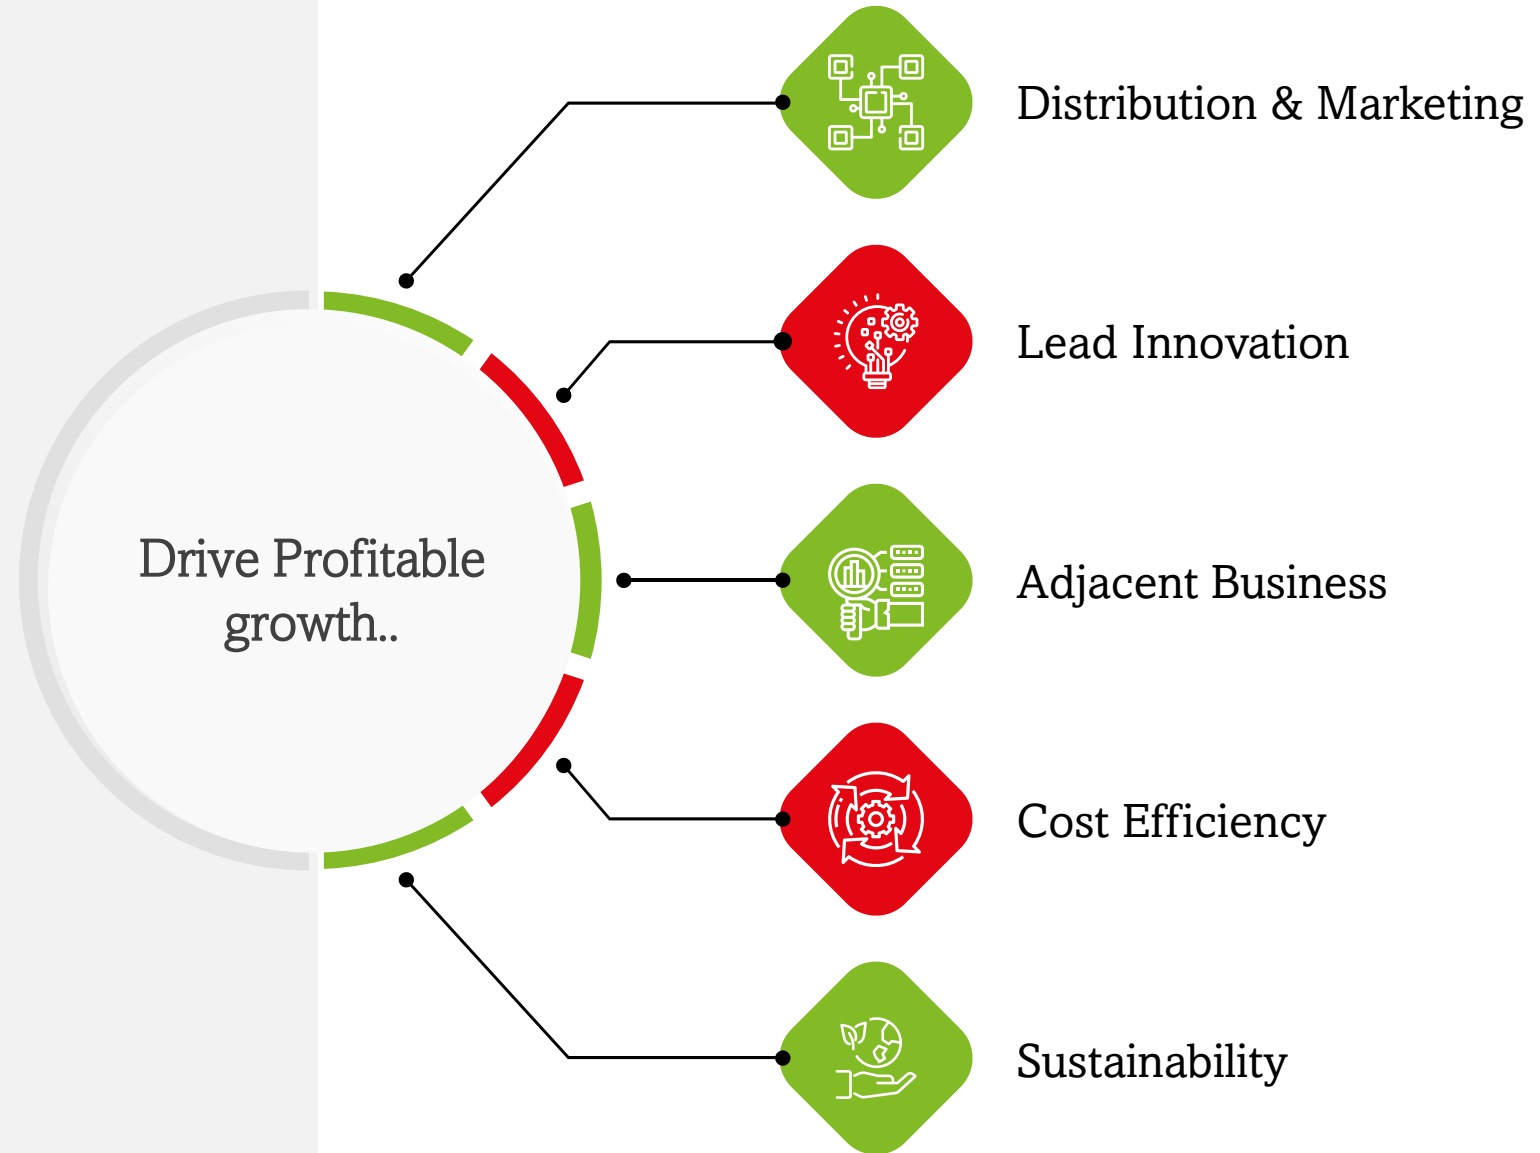 Distribution & Marketing
Lead Innovation
Drive Profitable
growth..
Adjacent Business
Cost Efficiency
Sustainability